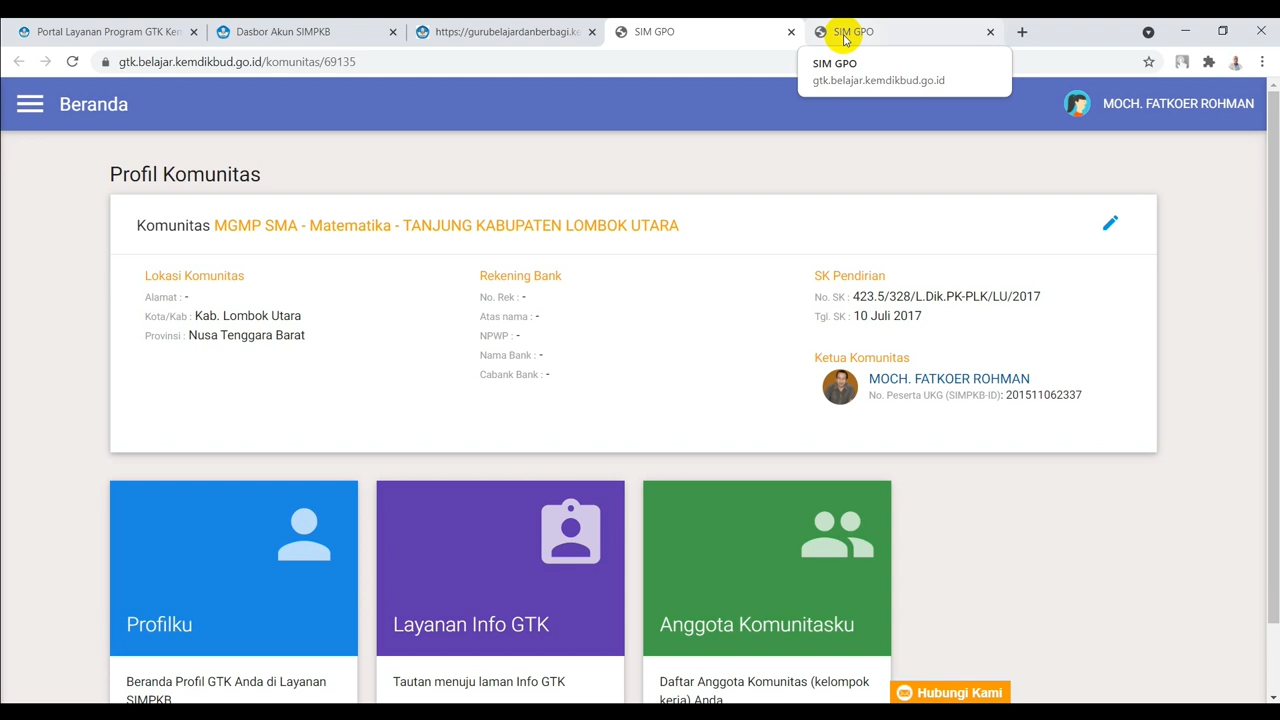 Portal Layanan Program GTK Ken
Dasbor Akun SIMPKB
https://gurubelajardanberbagi.ke
SIM GPO
SIM GPO
gtk.belajar.kemdikbud.go.id/komunitas/69135
SIM GPO
gtk.belajar.kemdikbud.go.id
Beranda
MOCH. FATKOER ROHMAN
Profil Komunitas
Komunitas MGMP SMA - Matematika - TANJUNG KABUPATEN LOMBOK UTARA
Lokasi Komunitas
Alamat : -
Kota/Kab : Kab. Lombok Utara
Provinsi : Nusa Tenggara Barat
Rekening Bank
No. Rek : -
Atas nama : -
NPWP : -
Nama Bank : -
Cabank Bank : -
SK Pendirian
No. SK : 423.5/328/L.Dik.PK-PLK/LU/2017
Tgl. SK : 10 Juli 2017
Ketua Komunitas
MOCH. FATKOER ROHMAN
No. Peserta UKG (SIMPKB-ID): 201511062337
Profilku
Beranda Profil GTK Anda di Layanan
SIMPKB
Layanan Info GTK
Tautan menuju laman Info GTK
Anggota Komunitasku
Daftar Anggota Komunitas (kelompok
kerja) Anda
Hubungi Kami